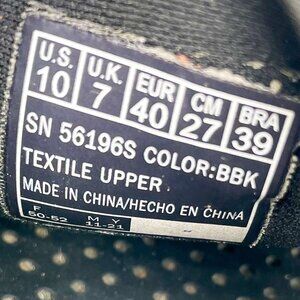 U.S. U.K. EUR CM BRA
10 7 40 27 39
SN 56196S COLOR:BBK
TEXTILE UPPER
MADE IN CHINA/HECHO EN CHINA
F M Y
50-52 11-21